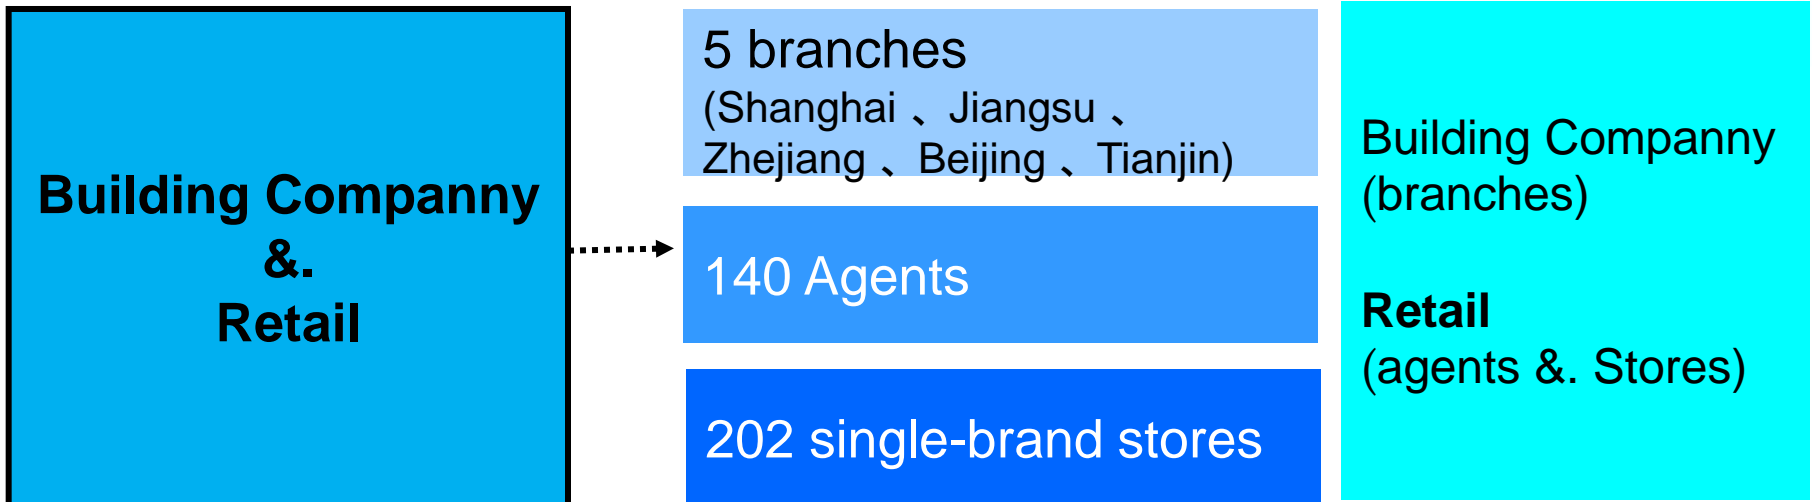 Building Companny
&.
Retail
5 branches
(Shanghai 、Jiangsu 、
Zhejiang 、Beijing 、Tianjin)
140 Agents
202 single-brand stores
Building Companny
(branches)
Retail
(agents &. Stores)